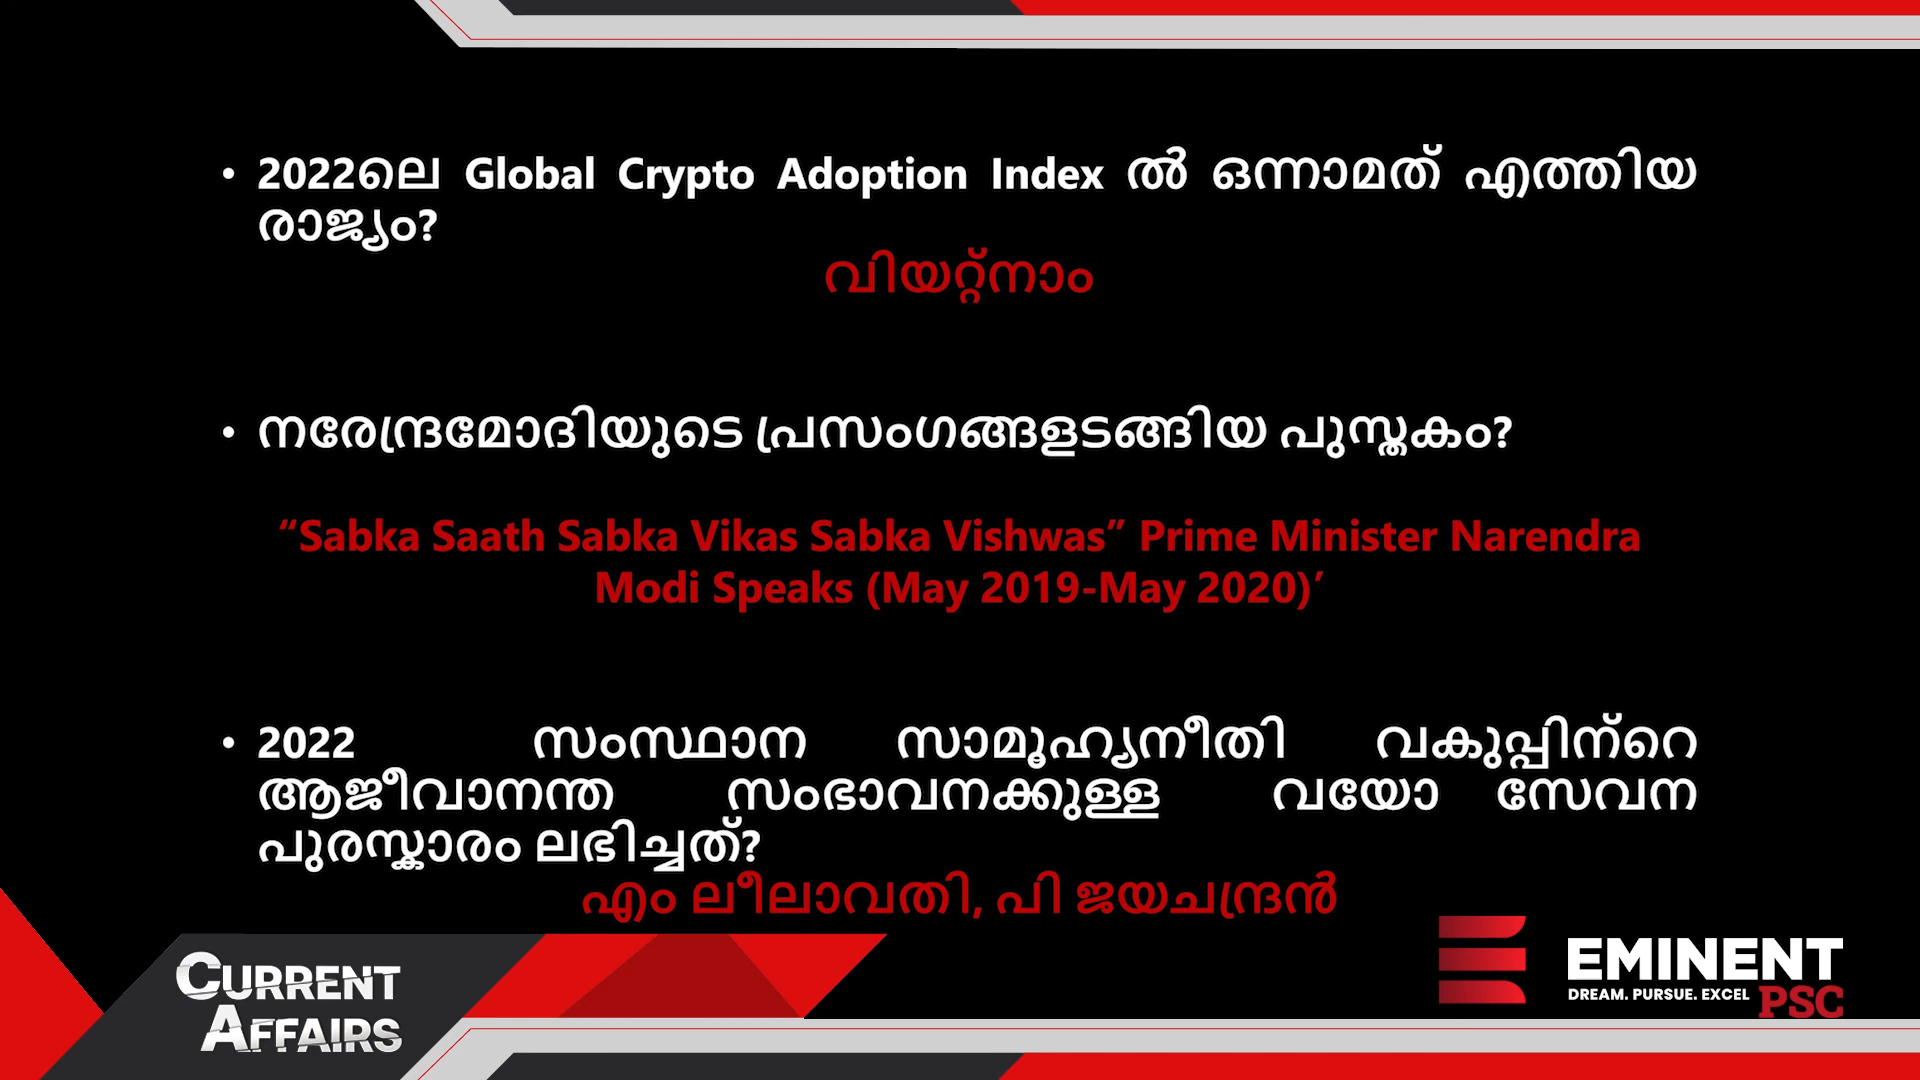 • 2022ലെ Global Crypto Adoption Index ൽ ഒന്നാമത് എത്തിയ
രാജ്യം?
വിയറ്റ്നാം
• നരേന്ദ്രമോദിയുടെ പ്രസംഗങ്ങളടങ്ങിയ പുസ്തകം?
“Sabka Saath Sabka Vikas Sabka Vishwas” Prime Minister Narendra
Modi Speaks (May 2019-May 2020)’
• 2022 സംസ്ഥാന സാമൂഹ്യനീതി വകുപ്പിന്റെ
ആജീവാനന്ത സംഭാവനക്കുള്ള വയോ സേവന
പുരസ്കാരം ലഭിച്ചത്?
എം ലീലാവതി, പി ജയചന്ദ്രൻ
CURRENT
AFFAIRS
EMINENT
DREAM. PURSUE. EXCEL PSC